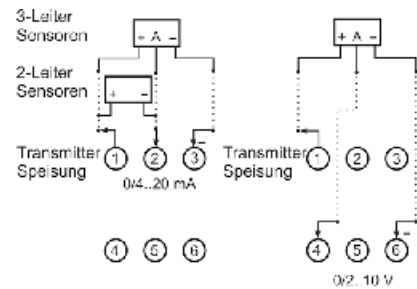 3-Leiter
Sensoren
+ A −
2-Leiter
Sensoren
+ −
Transmitter
Speisung
1 2 3 −
0/4..20 mA
4 5 6
+ A −
Transmitter
Speisung
1 2 3
4 5 6 −
0/2..10 V